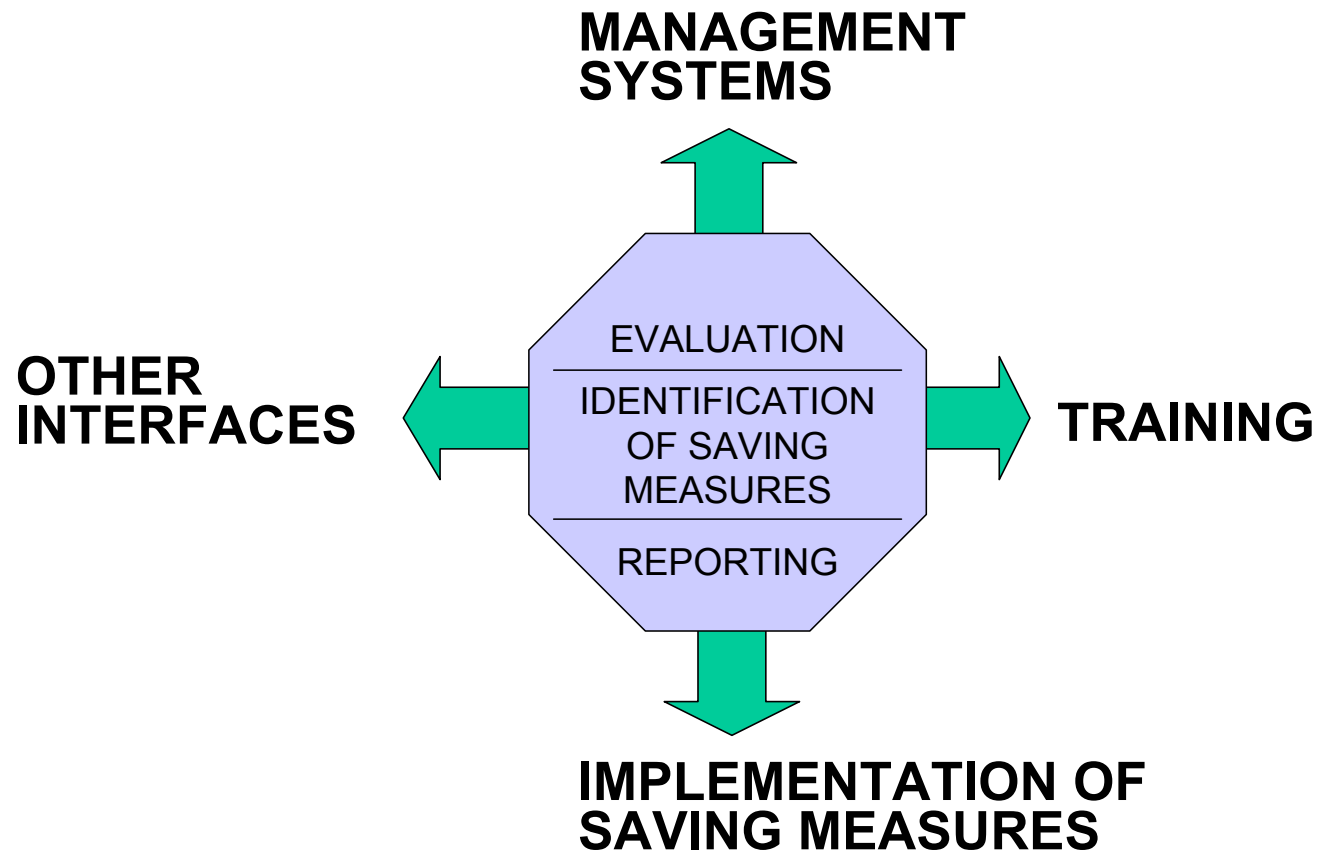 MANAGEMENT
SYSTEMS
EVALUATION
IDENTIFICATION
OF SAVING
MEASURES
REPORTING
OTHER
INTERFACES
TRAINING
IMPLEMENTATION OF
SAVING MEASURES